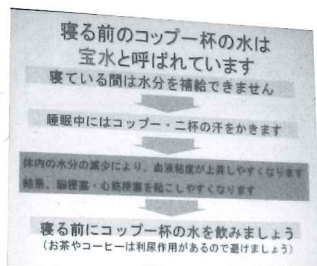 寝る前のコップ一杯の水は
宝水と呼ばれています
寝ている間は水分を補給できません
睡眠中にはコップ一・二杯の汗をかきます
体内の水分の減少により、血液粘度が上昇しやすくなります
結果、脳梗塞・心筋梗塞を起こしやすくなります
寝る前にコップ一杯の水を飲みましょう
(お茶やコーヒーは利尿作用があるので避けましょう)